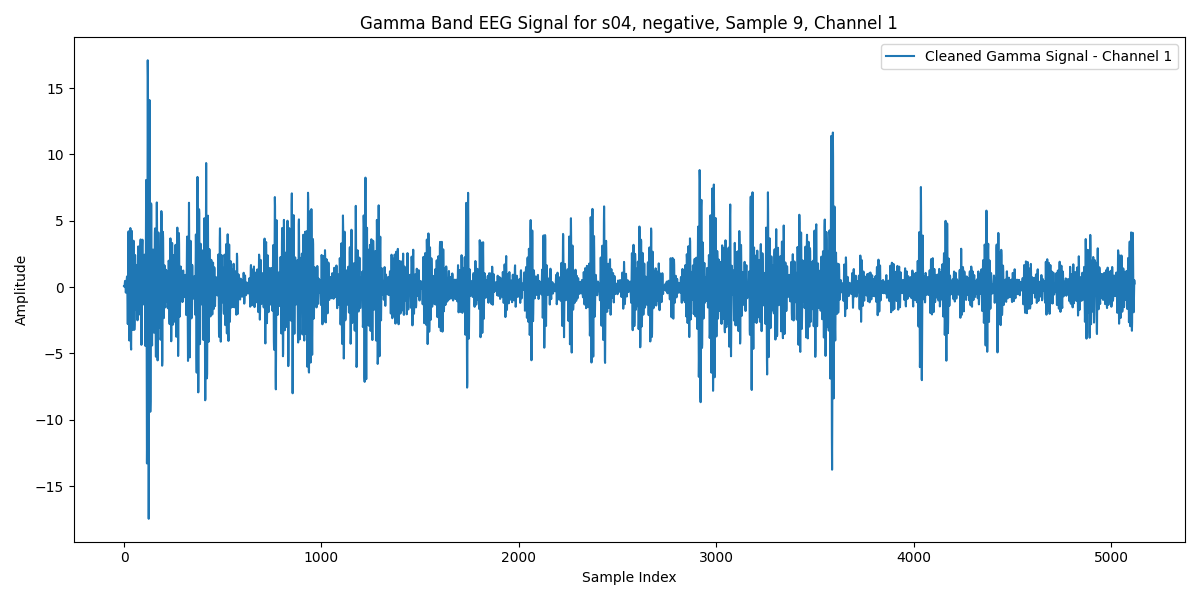 Gamma Band EEG Signal for s04, negative, Sample 9, Channel 1
Cleaned Gamma Signal - Channel 1
Amplitude
15
10
5
0
−5
−10
−15
0 1000 2000 3000 4000 5000
Sample Index